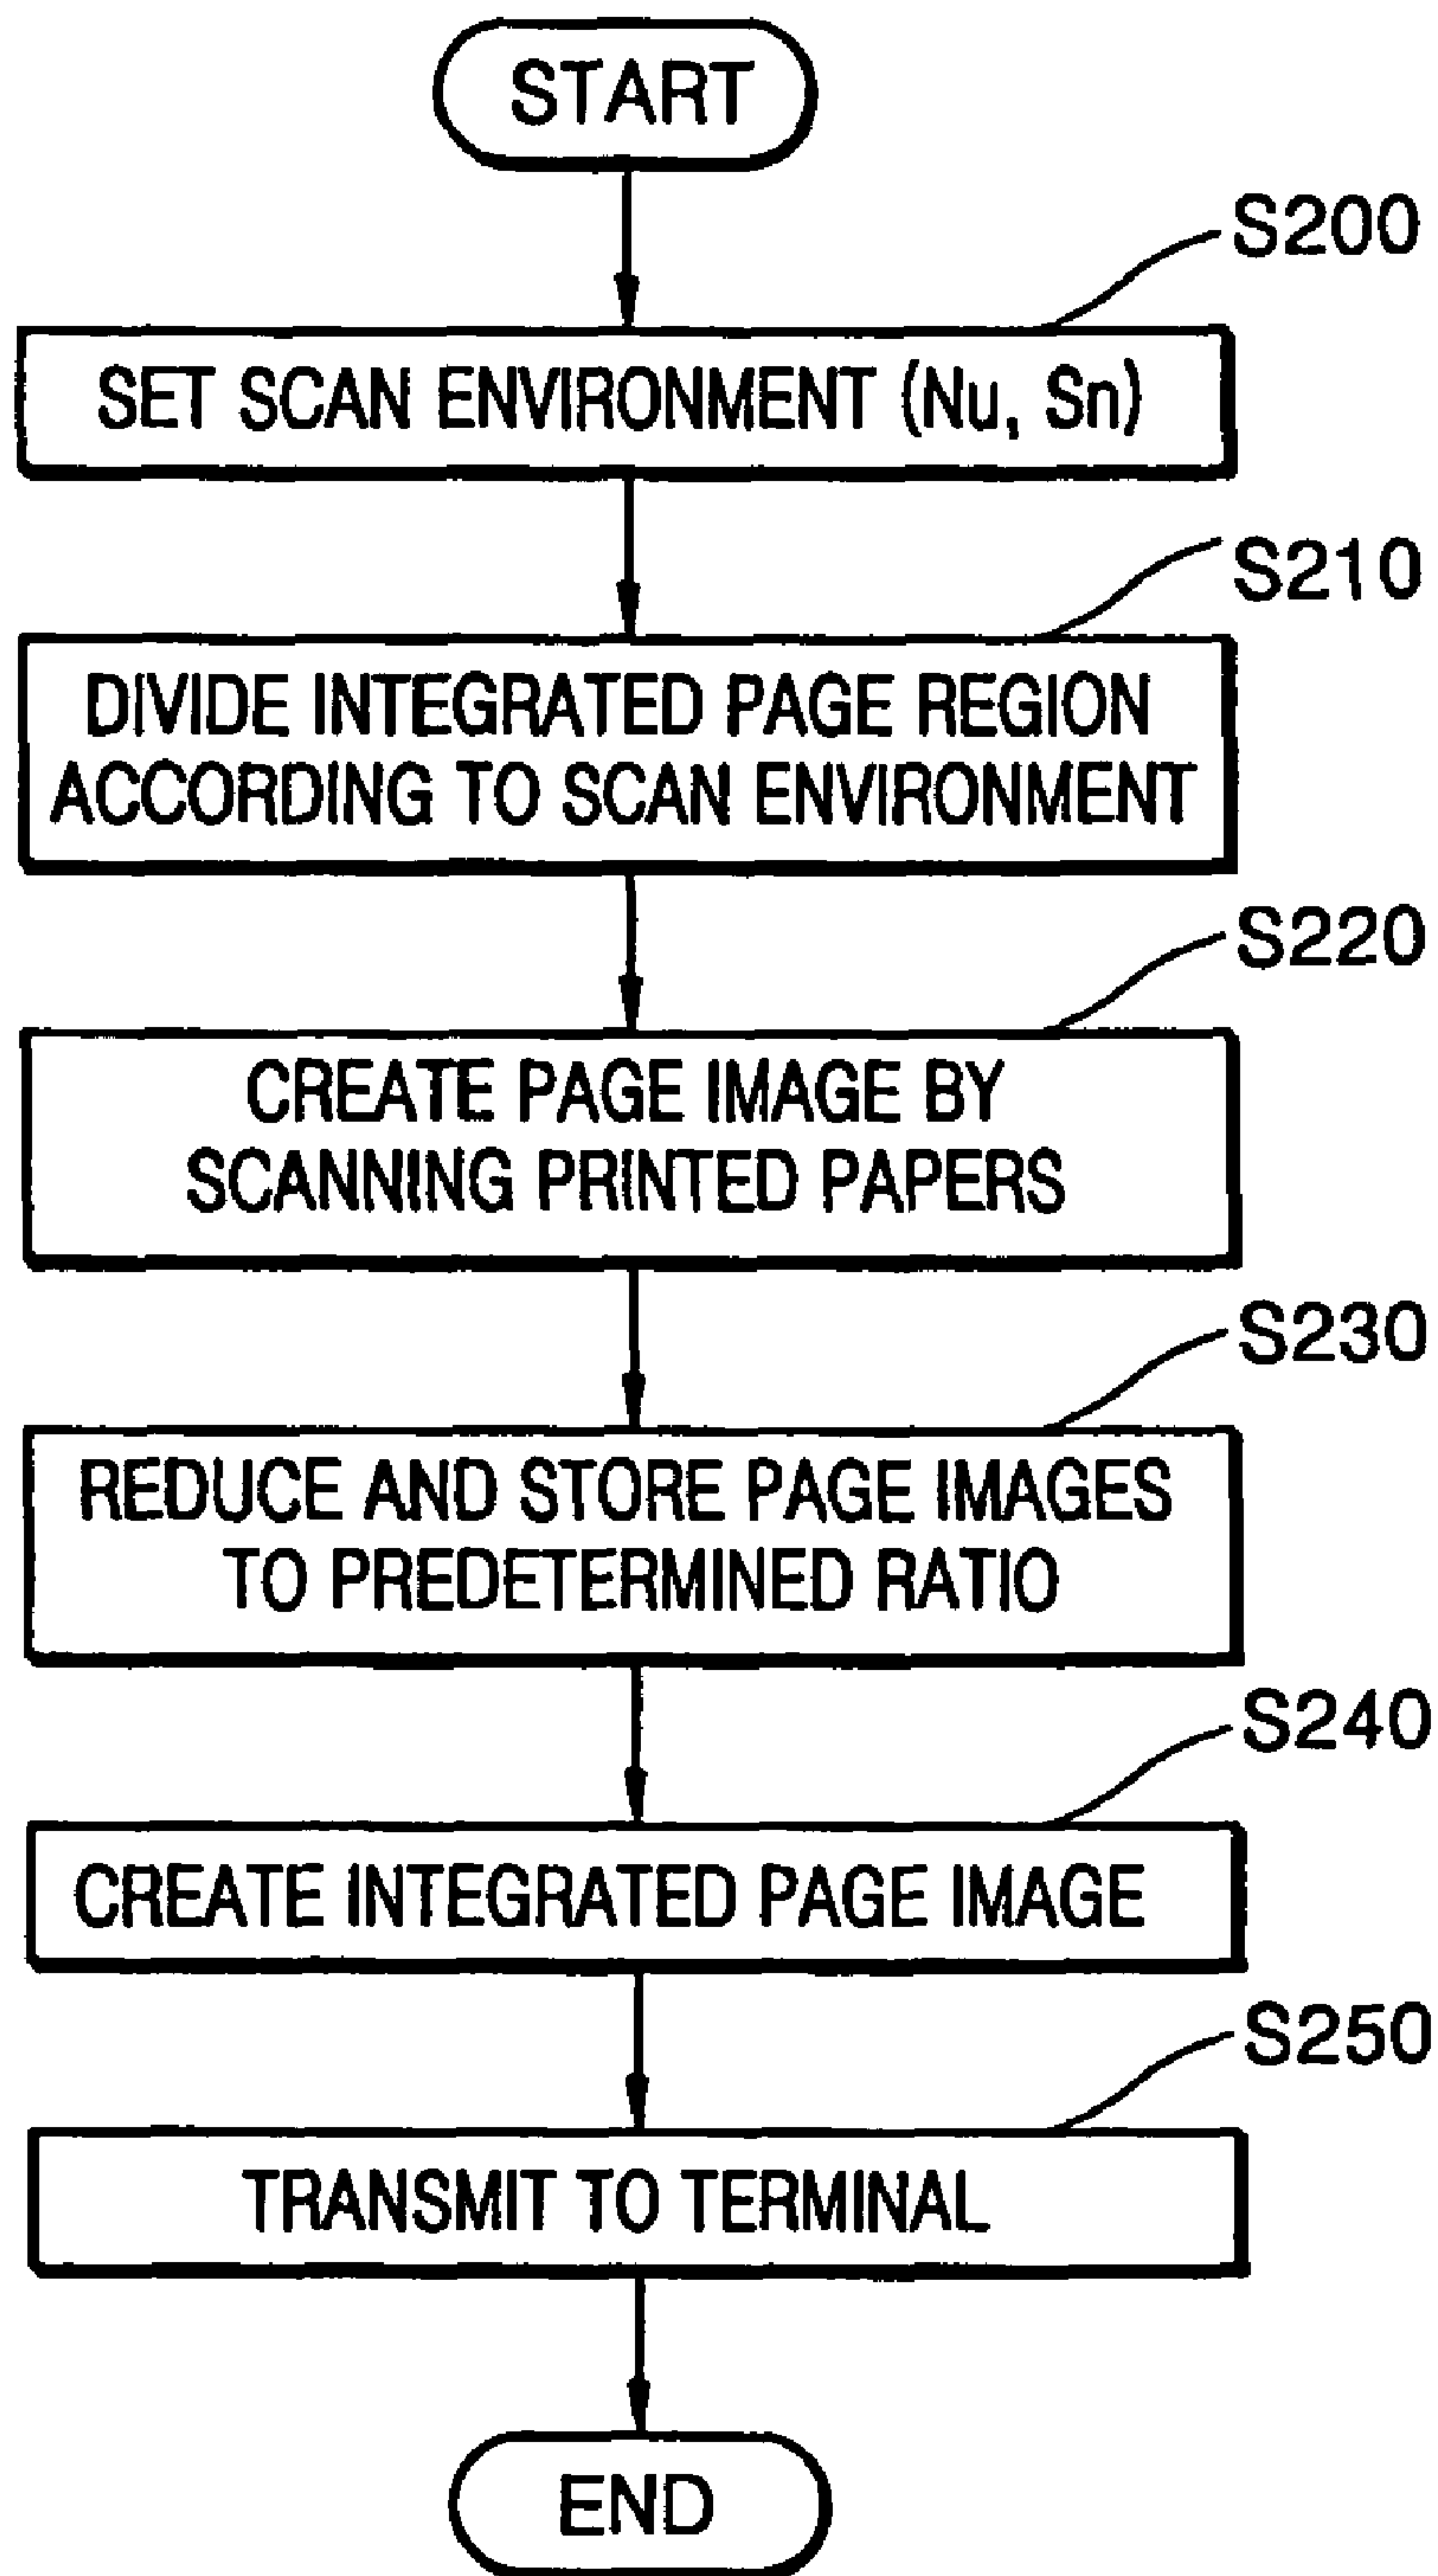 START
S200
SET SCAN ENVIRONMENT (Nu, Sn)
S210
DIVIDE INTEGRATED PAGE REGION
ACCORDING TO SCAN ENVIRONMENT
S220
CREATE PAGE IMAGE BY
SCANNING PRINTED PAPERS
S230
REDUCE AND STORE PAGE IMAGES
TO PREDETERMINED RATIO
S240
CREATE INTEGRATED PAGE IMAGE
S250
TRANSMIT TO TERMINAL
END